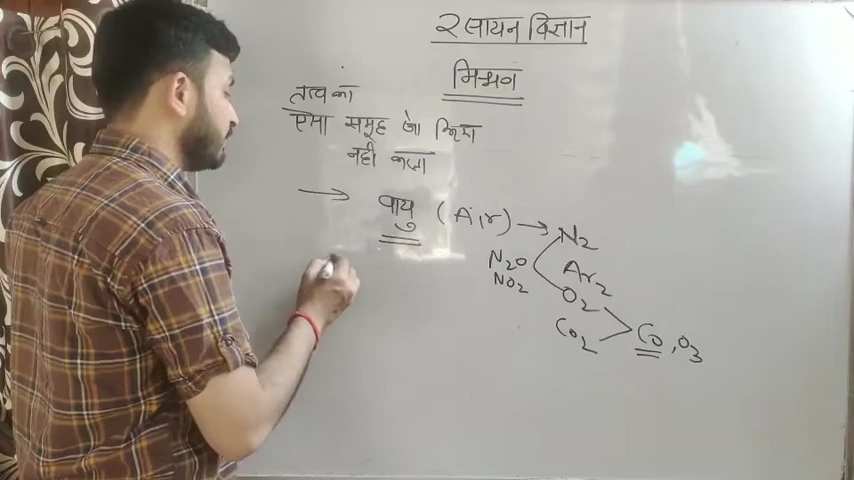 रसायन विज्ञान
मिश्रण
तत्व का
ऐसा समूह जो क्रिया
नही करता
→ वायु (Air) → N2
N2O
Ar2
NO2
O2
CO2
CO, O3